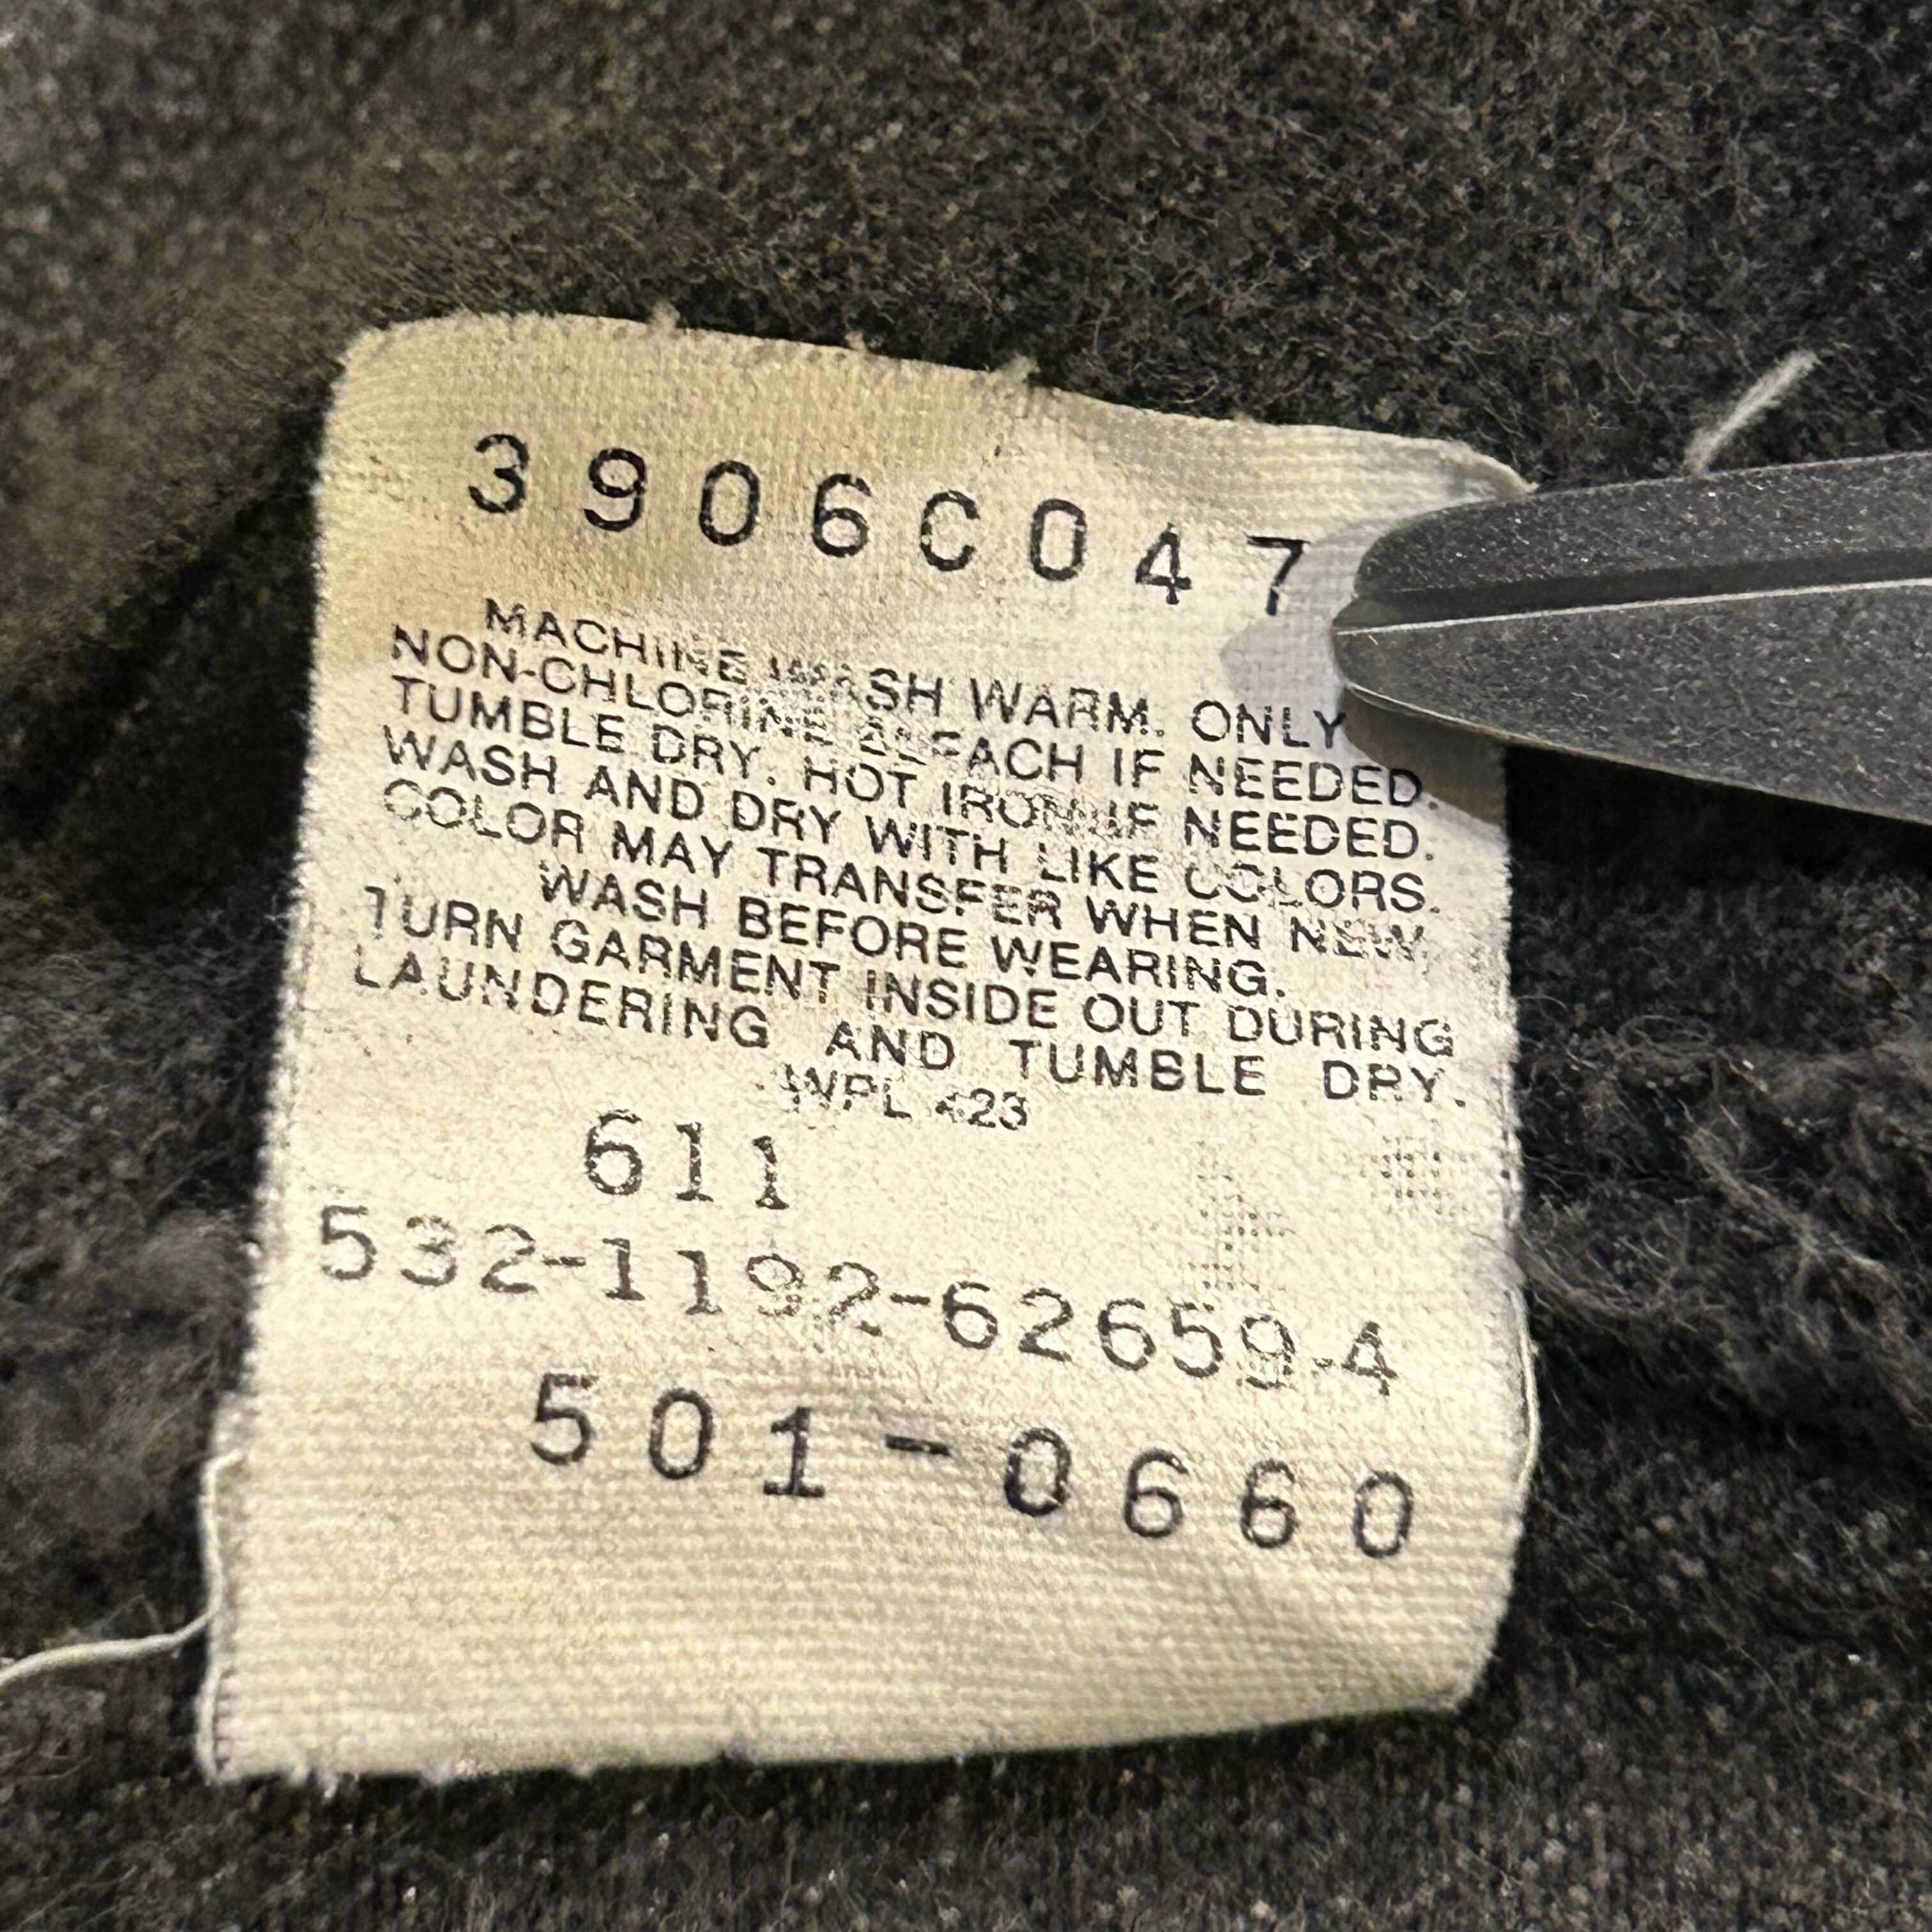 3906C047
MACHINE WASH WARM. ONLY
NON-CHLORINE BLEACH IF NEEDED.
TUMBLE DRY. HOT IRON IF NEEDED.
WASH AND DRY WITH LIKE COLORS.
COLOR MAY TRANSFER WHEN NEW,
WASH BEFORE WEARING.
TURN GARMENT INSIDE OUT DURING
LAUNDERING AND TUMBLE DRY.
WPL 423
611
532-1192-62659-4
501-0660